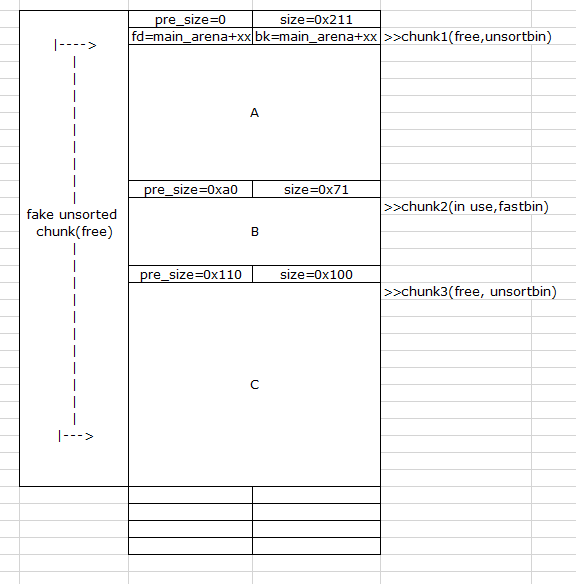 pre_size=0 size=0x211
fd=main_arena+xx bk=main_arena+xx >>chunk1(free,unsortbin)
|---->
A
pre_size=0xa0 size=0x71
>>chunk2(in use,fastbin)
fake unsorted
chunk(free)
B
pre_size=0x110 size=0x100
>>chunk3(free, unsortbin)
C
|--->